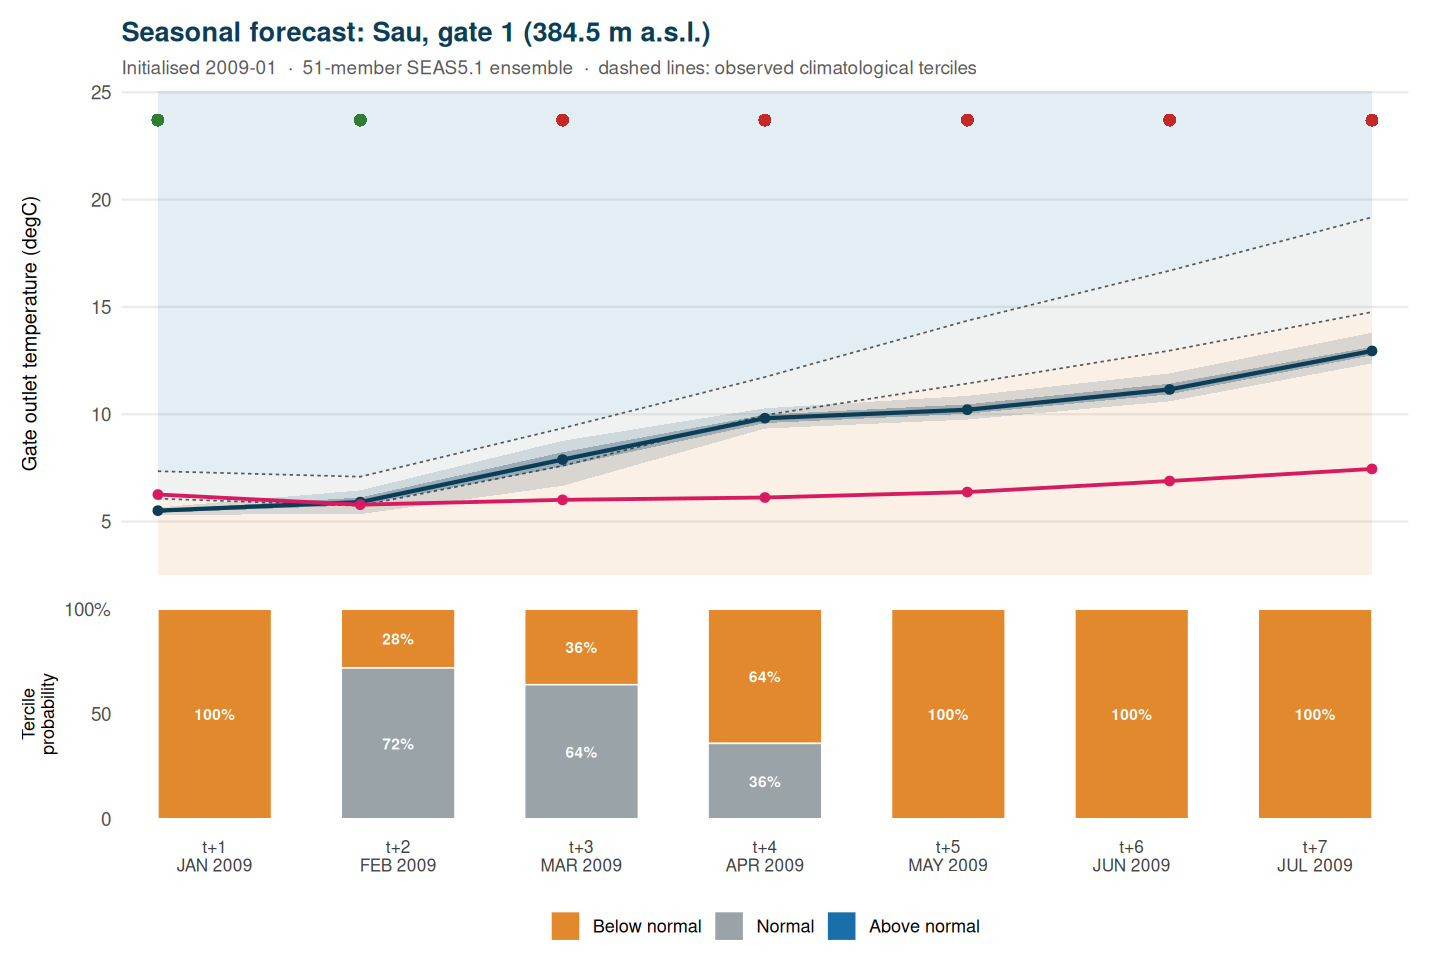 Seasonal forecast: Sau, gate 1 (384.5 m a.s.l.)
Initialised 2009-01 · 51-member SEAS5.1 ensemble · dashed lines: observed climatological terciles
Gate outlet temperature (degC)
25
20
15
10
5
Tercile
probability
100%
50
0
100%
28%
72%
36%
64%
64%
36%
100%
100%
100%
t+1
JAN 2009
t+2
FEB 2009
t+3
MAR 2009
t+4
APR 2009
t+5
MAY 2009
t+6
JUN 2009
t+7
JUL 2009
Below normal
Normal
Above normal